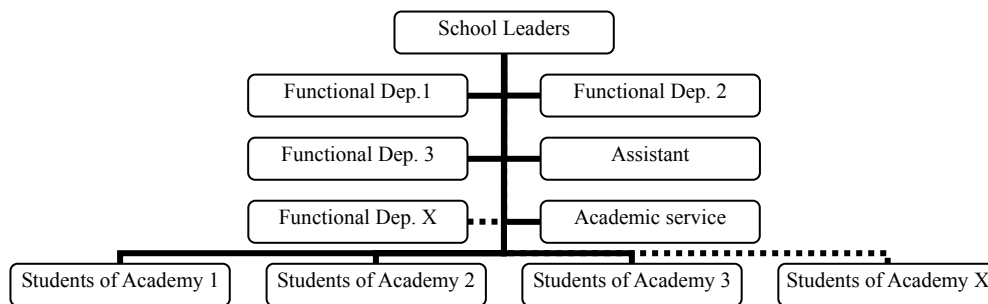 School Leaders
Functional Dep.1
Functional Dep. 2
Functional Dep. 3
Assistant
Functional Dep. X
Academic service
Students of Academy 1
Students of Academy 2
Students of Academy 3
Students of Academy X